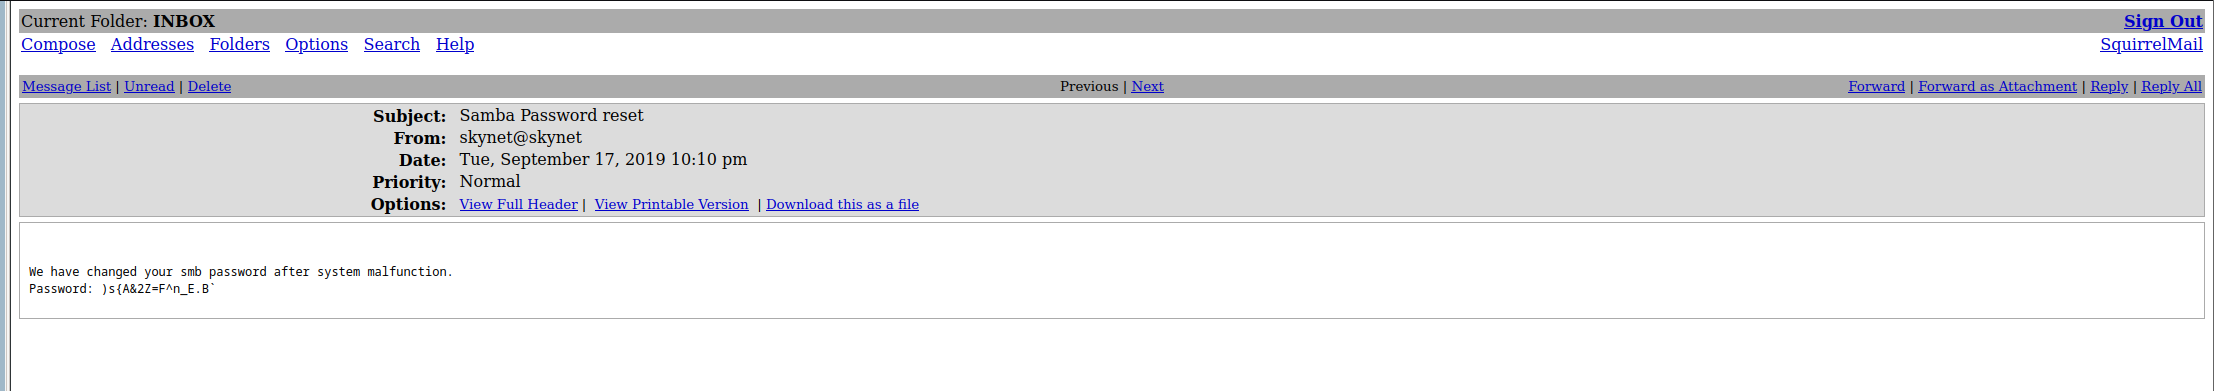 Current Folder: INBOX Sign Out
Compose Addresses Folders Options Search Help SquirrelMail
Message List | Unread | Delete Previous | Next Forward | Forward as Attachment | Reply | Reply All
Subject: Samba Password reset
From: skynet@skynet
Date: Tue, September 17, 2019 10:10 pm
Priority: Normal
Options: View Full Header | View Printable Version | Download this as a file
We have changed your smb password after system malfunction.
Password: )s{A&2Z=F^n_E.B`